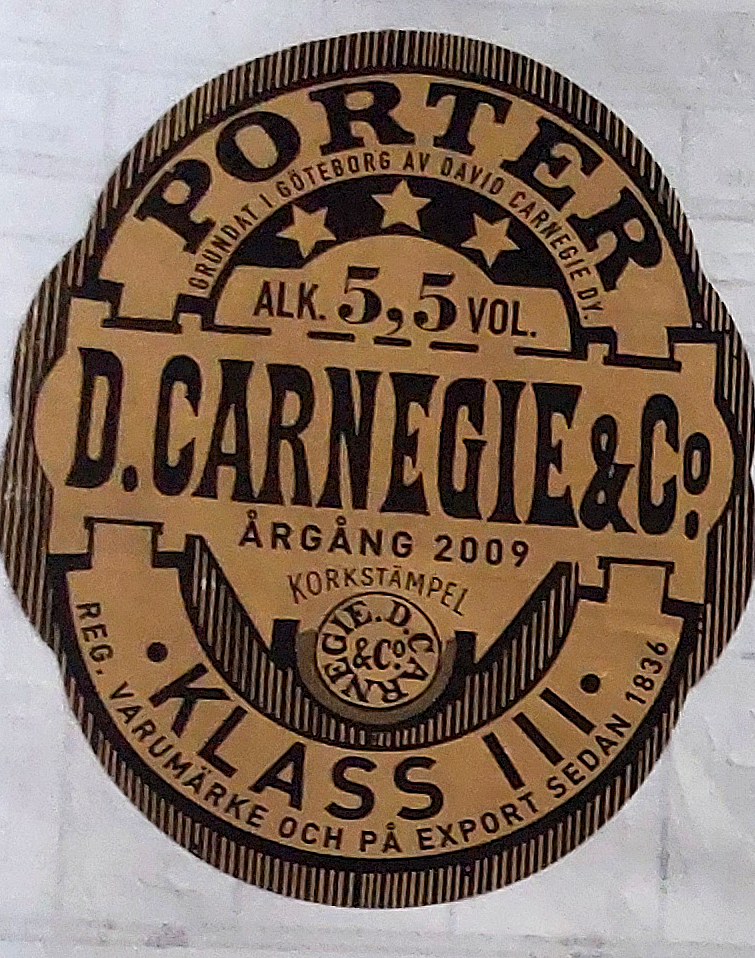 PORTER
GRUNDAT I GÖTEBORG AV DAVID CARNEGIE DY.
ALK. 5,5 VOL.
D. CARNEGIE & Co.
ÅRGÅNG 2009
KORKSTÄMPEL
D. CARNEGIE.
& Co
• KLASS III •
REG. VARUMÄRKE OCH PÅ EXPORT SEDAN 1836